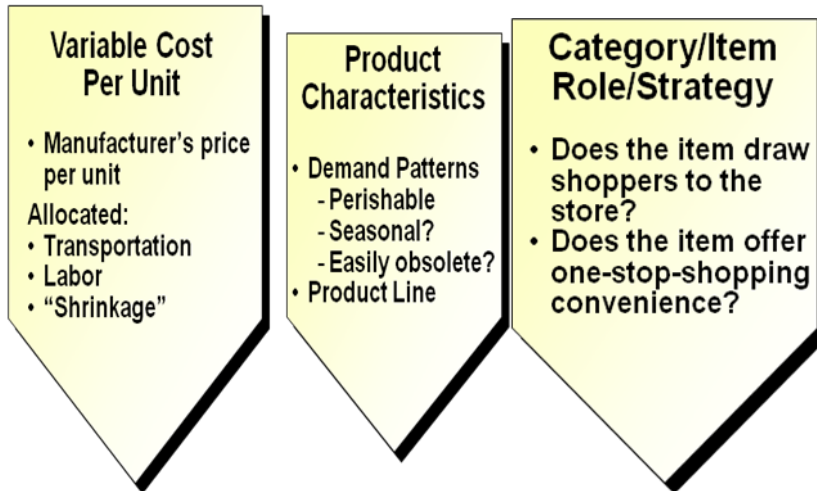 Variable Cost
Per Unit
• Manufacturer's price
per unit
Allocated:
• Transportation
• Labor
• "Shrinkage"
Product
Characteristics
• Demand Patterns
- Perishable
- Seasonal?
- Easily obsolete?
• Product Line
Category/Item
Role/Strategy
• Does the item draw
shoppers to the
store?
• Does the item offer
one-stop-shopping
convenience?